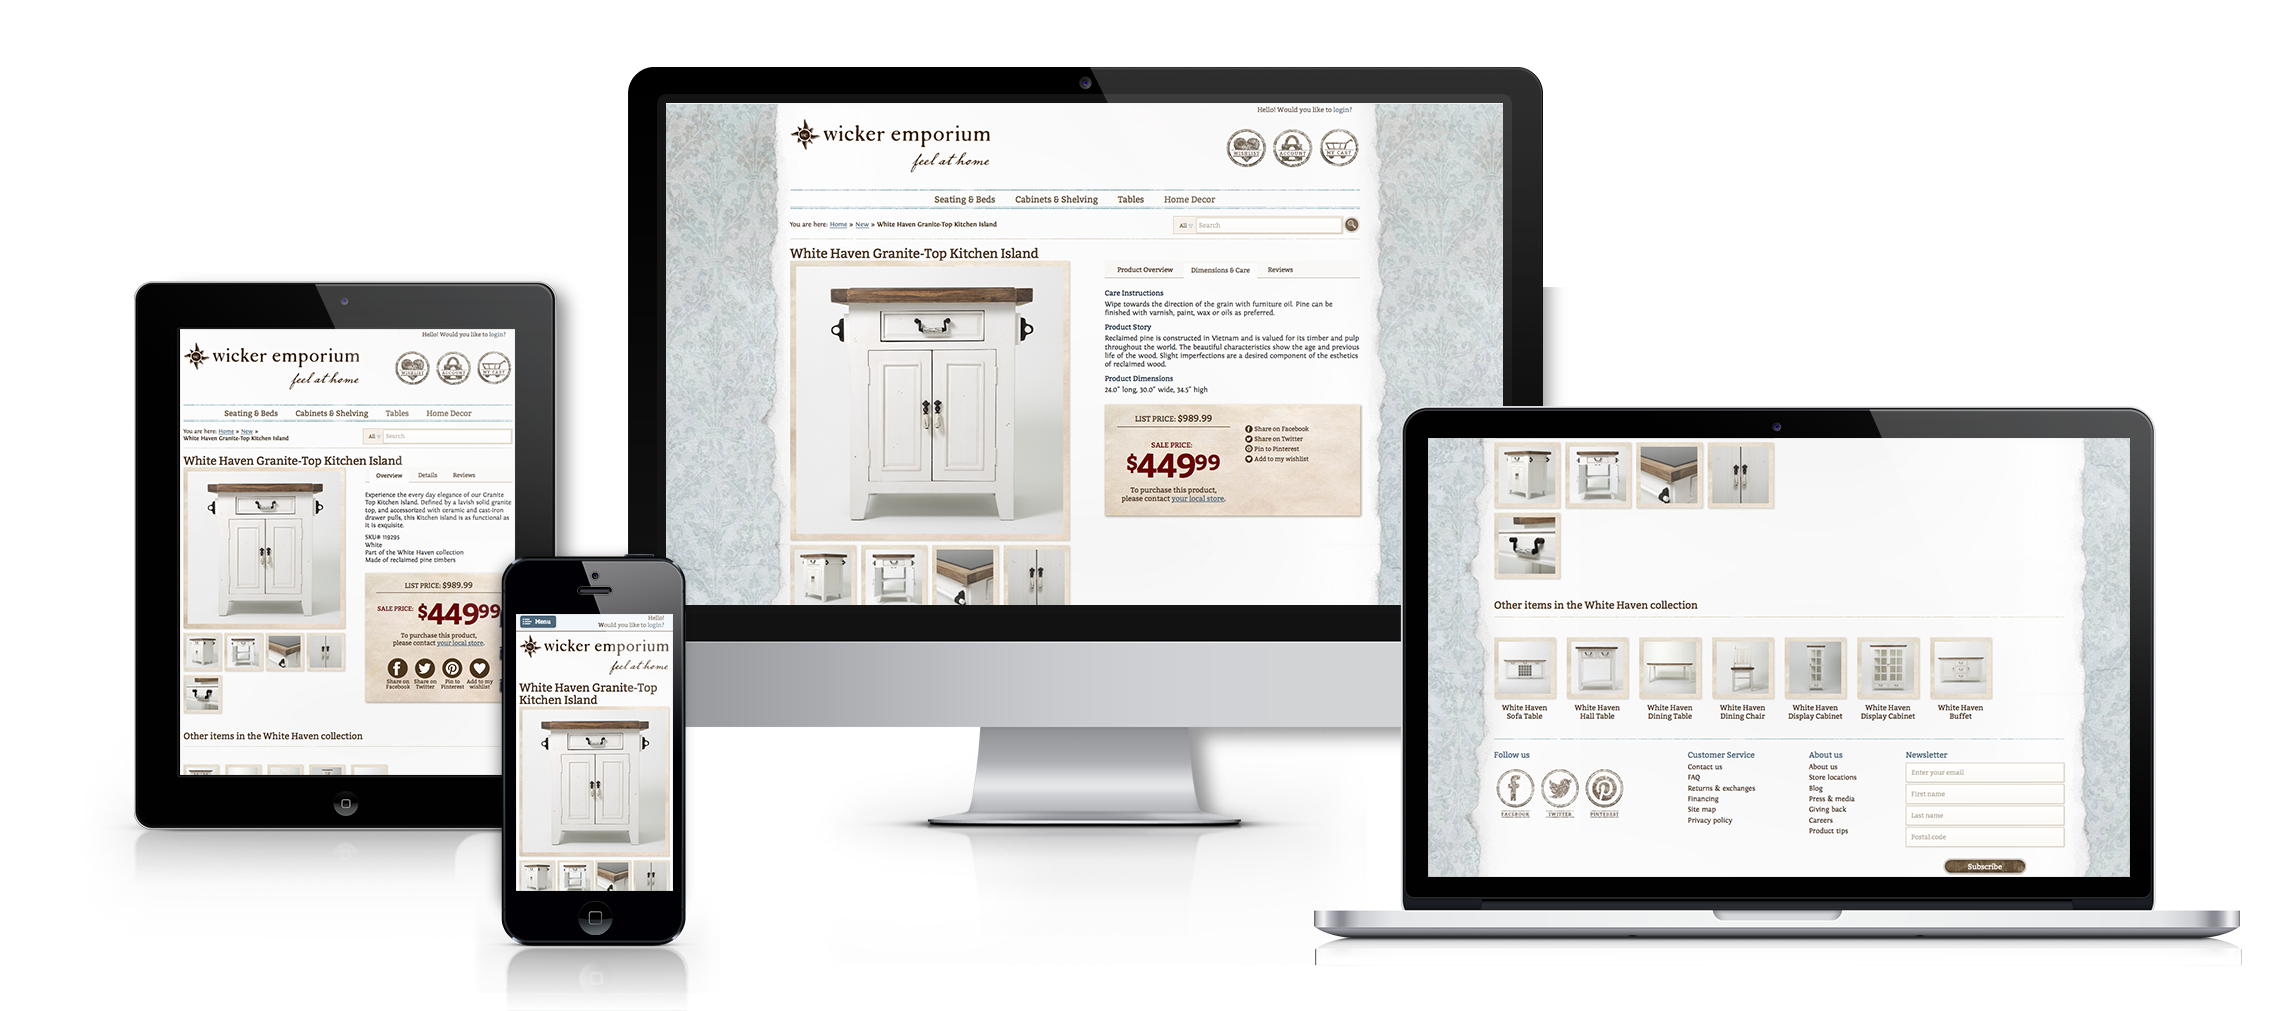 Hello! Would you like to login?
wicker emporium
feel at home
WISHLIST
ACCOUNT
MY CART
Seating & Beds
Cabinets & Shelving
Tables
Home Decor
You are here: Home » New » White Haven Granite-Top Kitchen Island
All
Search
White Haven Granite-Top Kitchen Island
Product Overview
Dimensions & Care
Reviews
Care Instructions
Wipe towards the direction of the grain with furniture oil. Pine can be
finished with varnish, paint, wax or oils as preferred.
Product Story
Reclaimed pine is constructed in Vietnam and is valued for its timber and pulp
throughout the world. The beautiful characteristics show the age and previous
life of the wood. Slight imperfections are a desired component of the esthetics
of reclaimed wood.
Product Dimensions
24.0" long, 30.0" wide, 34.5" high
LIST PRICE: $989.99
SALE PRICE:
$44999
To purchase this product,
please contact your local store.
Share on Facebook
Share on Twitter
Pin to Pinterest
Add to my wishlist
Hello! Would you like to login?
wicker emporium
feel at home
WISHLIST
ACCOUNT
MY CART
Seating & Beds
Cabinets & Shelving
Tables
Home Decor
You are here: Home » New »
White Haven Granite-Top Kitchen Island
All
Search
White Haven Granite-Top Kitchen Island
Overview
Details
Reviews
Experience the every day elegance of our Granite
Top Kitchen Island. Defined by a lavish solid granite
top, and accessorized with ceramic and cast-iron
drawer pulls, this Kitchen Island is as functional as
it is exquisite.
SKU# 119295
White
Part of the White Haven collection
Made of reclaimed pine timbers
LIST PRICE: $989.99
SALE PRICE:
$44999
To purchase this product,
please contact your local store.
Share on
Facebook
Share on
Twitter
Pin to
Pinterest
Add to my
wishlist
Other items in the White Haven collection
Menu
Hello!
Would you like to login?
wicker emporium
feel at home
White Haven Granite-Top
Kitchen Island
Other items in the White Haven collection
White Haven
Sofa Table
White Haven
Hall Table
White Haven
Dining Table
White Haven
Dining Chair
White Haven
Display Cabinet
White Haven
Display Cabinet
White Haven
Buffet
Follow us
FACEBOOK
TWITTER
PINTEREST
Customer Service
Contact us
FAQ
Returns & exchanges
Financing
Site map
Privacy policy
About us
About us
Store locations
Blog
Press & media
Giving back
Careers
Product tips
Newsletter
Enter your email
First name
Last name
Postal code
Subscribe